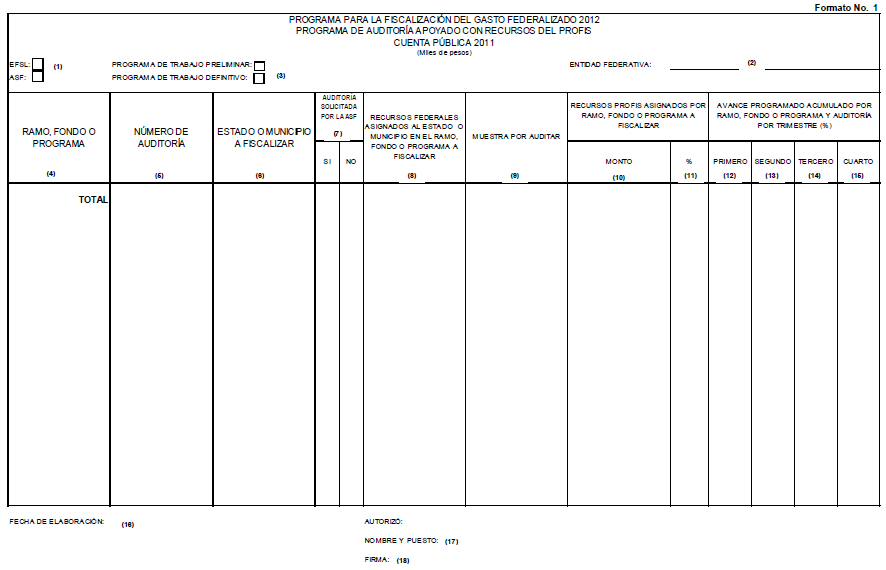 Formato No. 1
PROGRAMA PARA LA FISCALIZACIÓN DEL GASTO FEDERALIZADO 2012
PROGRAMA DE AUDITORÍA APOYADO CON RECURSOS DEL PROFIS
CUENTA PÚBLICA 2011
(Miles de pesos)
EFSL: (1) PROGRAMA DE TRABAJO PRELIMINAR: ENTIDAD FEDERATIVA: (2)
ASF: PROGRAMA DE TRABAJO DEFINITIVO: (3)
RAMO, FONDO O
PROGRAMA
(4)
NÚMERO DE
AUDITORÍA
(5)
ESTADO O MUNICIPIO
A FISCALIZAR
(6)
AUDITORÍA
SOLICITADA
POR LA ASF
(7)
SI NO
RECURSOS FEDERALES
ASIGNADOS AL ESTADO O
MUNICIPIO EN EL RAMO,
FONDO O PROGRAMA A
FISCALIZAR
(8)
MUESTRA POR AUDITAR
(9)
RECURSOS PROFIS ASIGNADOS POR
RAMO, FONDO O PROGRAMA A
FISCALIZAR
MONTO
(10)
%
(11)
AVANCE PROGRAMADO ACUMULADO POR
RAMO, FONDO O PROGRAMA Y AUDITORÍA
POR TRIMESTRE (%)
PRIMERO SEGUNDO TERCERO CUARTO
(12) (13) (14) (15)
TOTAL
FECHA DE ELABORACIÓN: (16)
AUTORIZÓ:
NOMBRE Y PUESTO: (17)
FIRMA: (18)